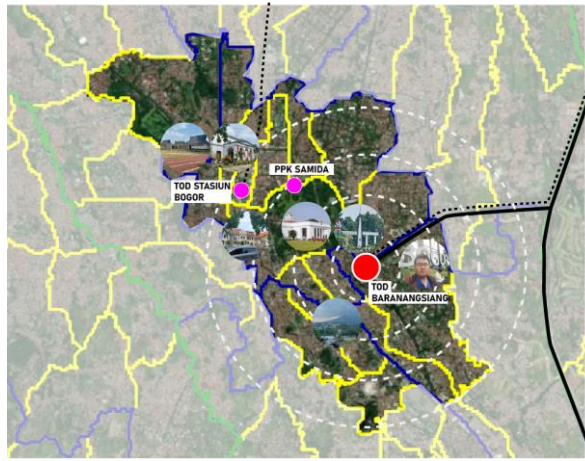 PPK SAMIDA
TOD STASIUN
BOGOR
TOD
BARANANGSIANG